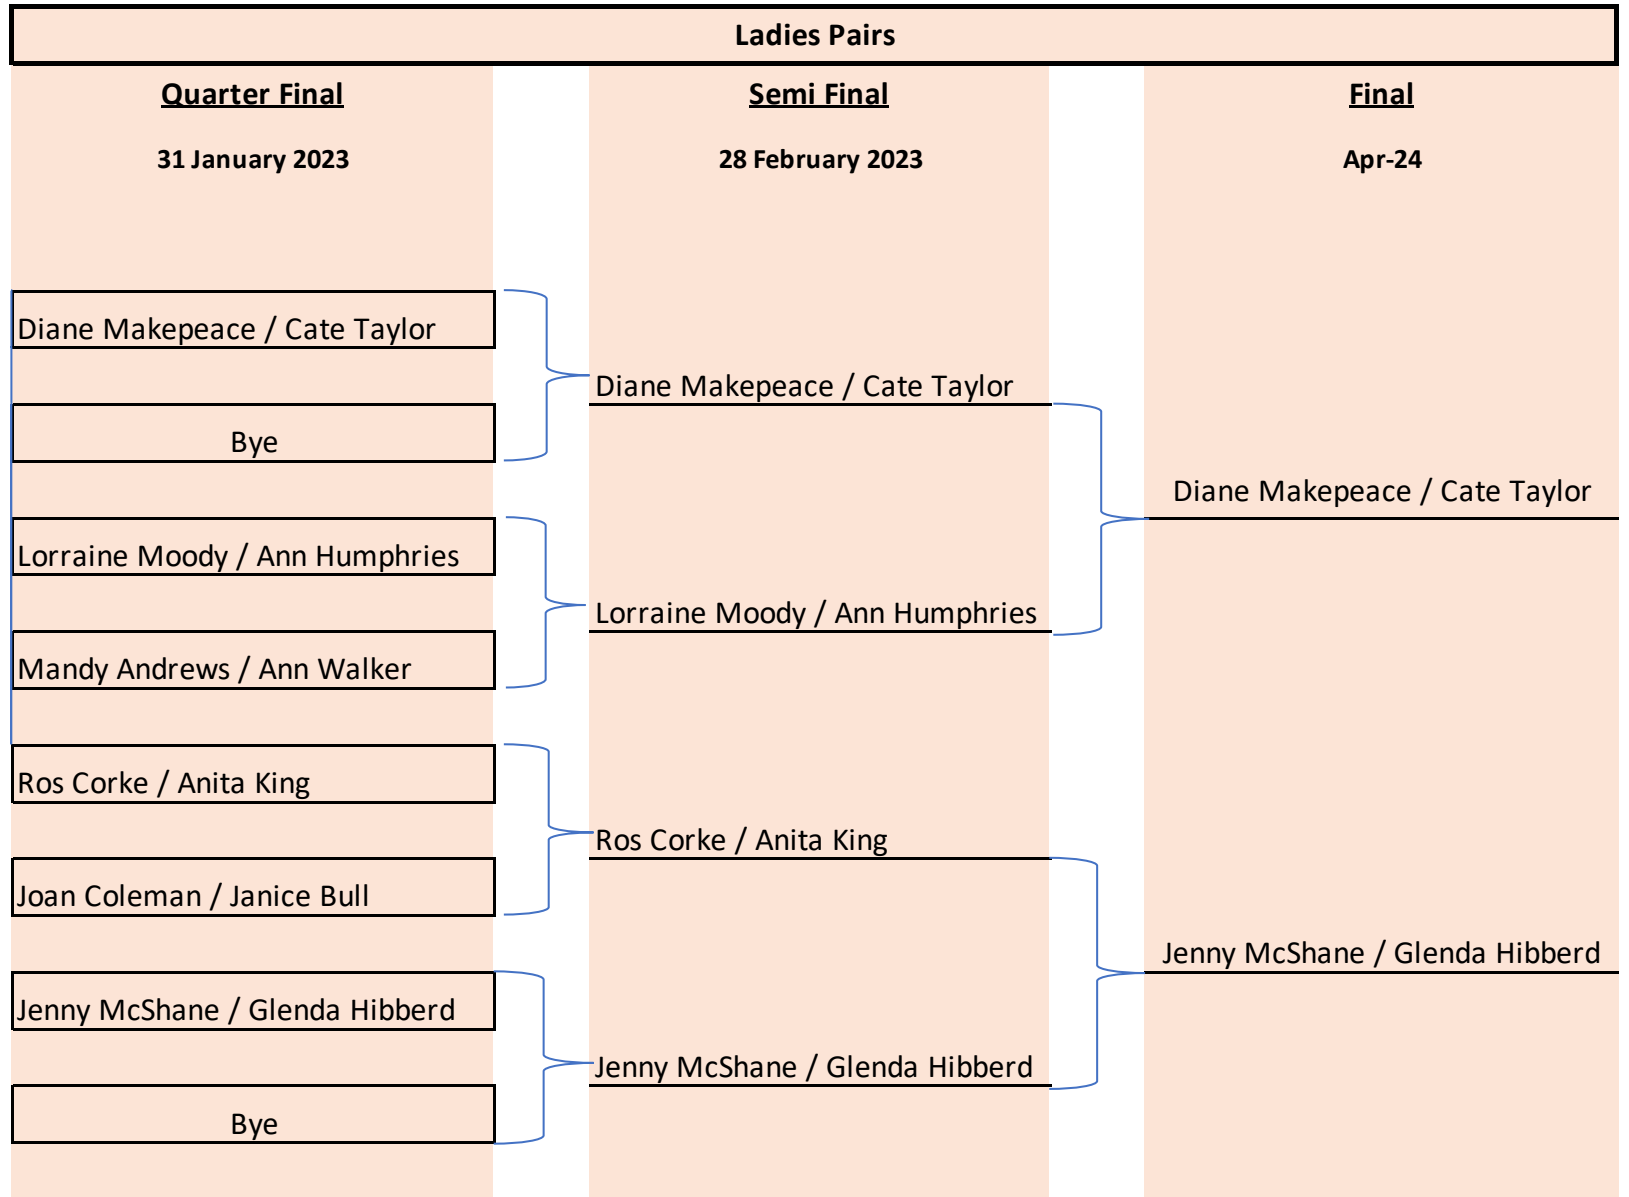 Ladies Pairs
Quarter Final
31 January 2023
Diane Makepeace / Cate Taylor
Bye
Lorraine Moody / Ann Humphries
Mandy Andrews / Ann Walker
Ros Corke / Anita King
Joan Coleman / Janice Bull
Jenny McShane / Glenda Hibberd
Bye
Semi Final
28 February 2023
Diane Makepeace / Cate Taylor
Lorraine Moody / Ann Humphries
Ros Corke / Anita King
Jenny McShane / Glenda Hibberd
Final
Apr-24
Diane Makepeace / Cate Taylor
Jenny McShane / Glenda Hibberd